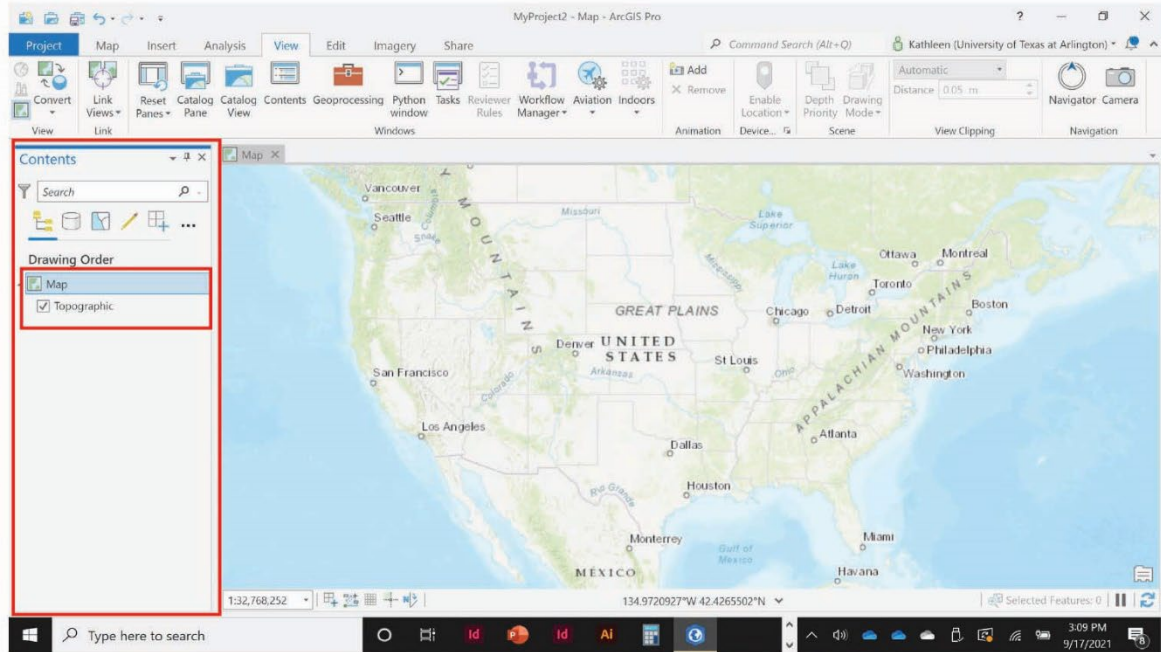 MyProject2 - Map - ArcGIS Pro
?
Project Map Insert Analysis View Edit Imagery Share
Command Search (Alt+Q)
Kathleen (University of Texas at Arlington)
Convert
Link Views
Reset Panes
Catalog Pane
Catalog View
Contents
Geoprocessing
Python window
Tasks
Reviewer Rules
Workflow Manager
Aviation
Indoors
Add
Remove
Enable Location
Depth Priority
Drawing Mode
Automatic
Distance 0.05 m
Navigator
Camera
View Link Windows Animation Device... Scene View Clipping Navigation
Contents
Search
Drawing Order
Map
Topographic
Map
Vancouver
Seattle
Columbia
Snake
MOUNTAINS
Missouri
Lake Superior
Mississippi
Lake Huron
Ottawa
Montreal
Toronto
Boston
GREAT PLAINS
Chicago
Detroit
New York
Philadelphia
Washington
APPALACHIAN MOUNTAINS
Denver
UNITED
STATES
St Louis
Ohio
Arkansas
San Francisco
Colorado
Los Angeles
Atlanta
Dallas
Houston
Rio Grande
Monterrey
Gulf of
Mexico
Miami
MÉXICO
Havana
1:32,768,252
134.9720927°W 42.4265502°N
Selected Features: 0
Type here to search
Id
P
Id
Ai
3:09 PM
9/17/2021